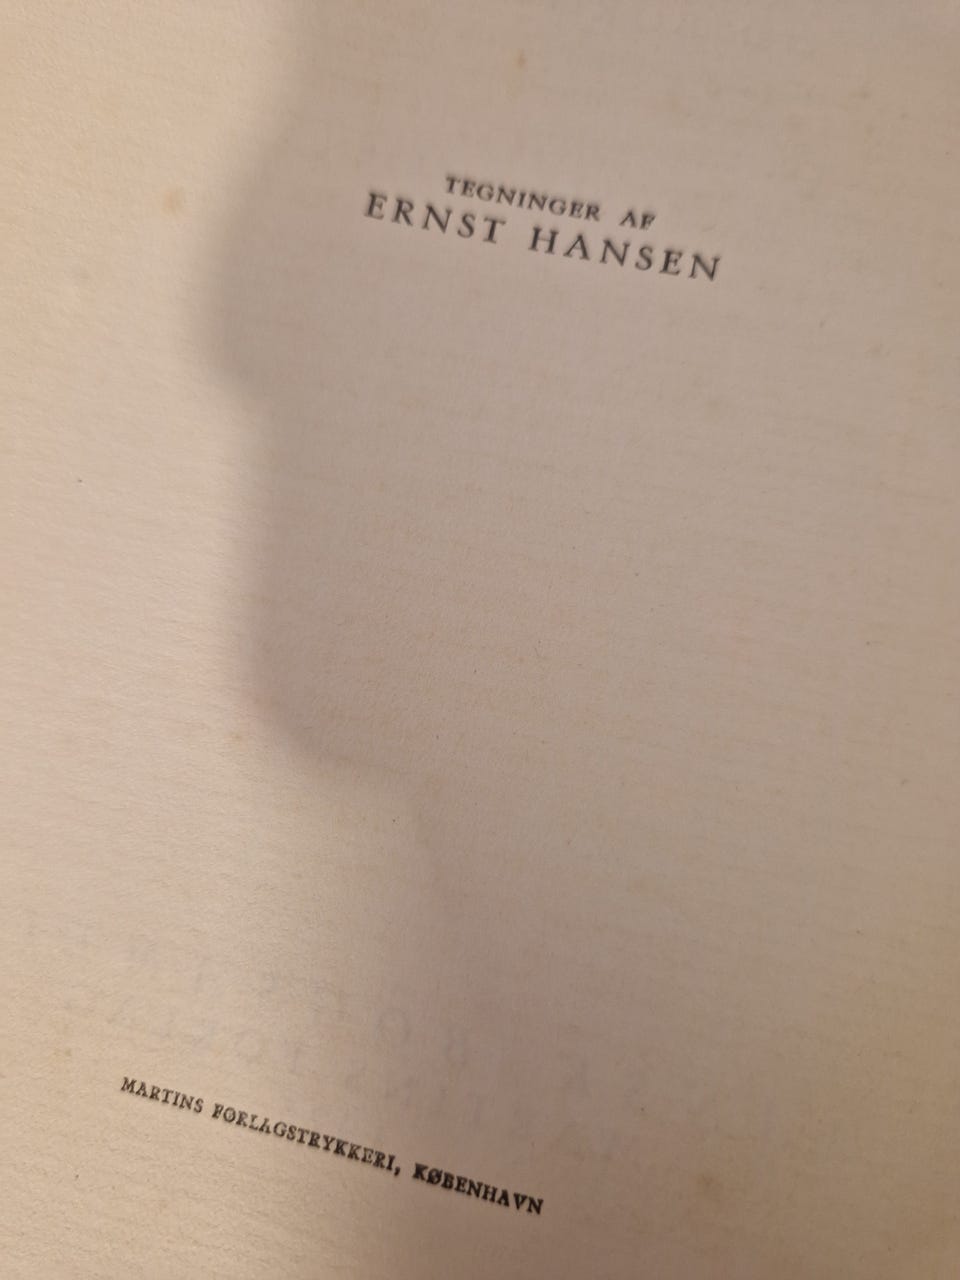 TEGNINGER AF
ERNST HANSEN
MARTINS FORLAGSTRYKKERI, KØBENHAVN